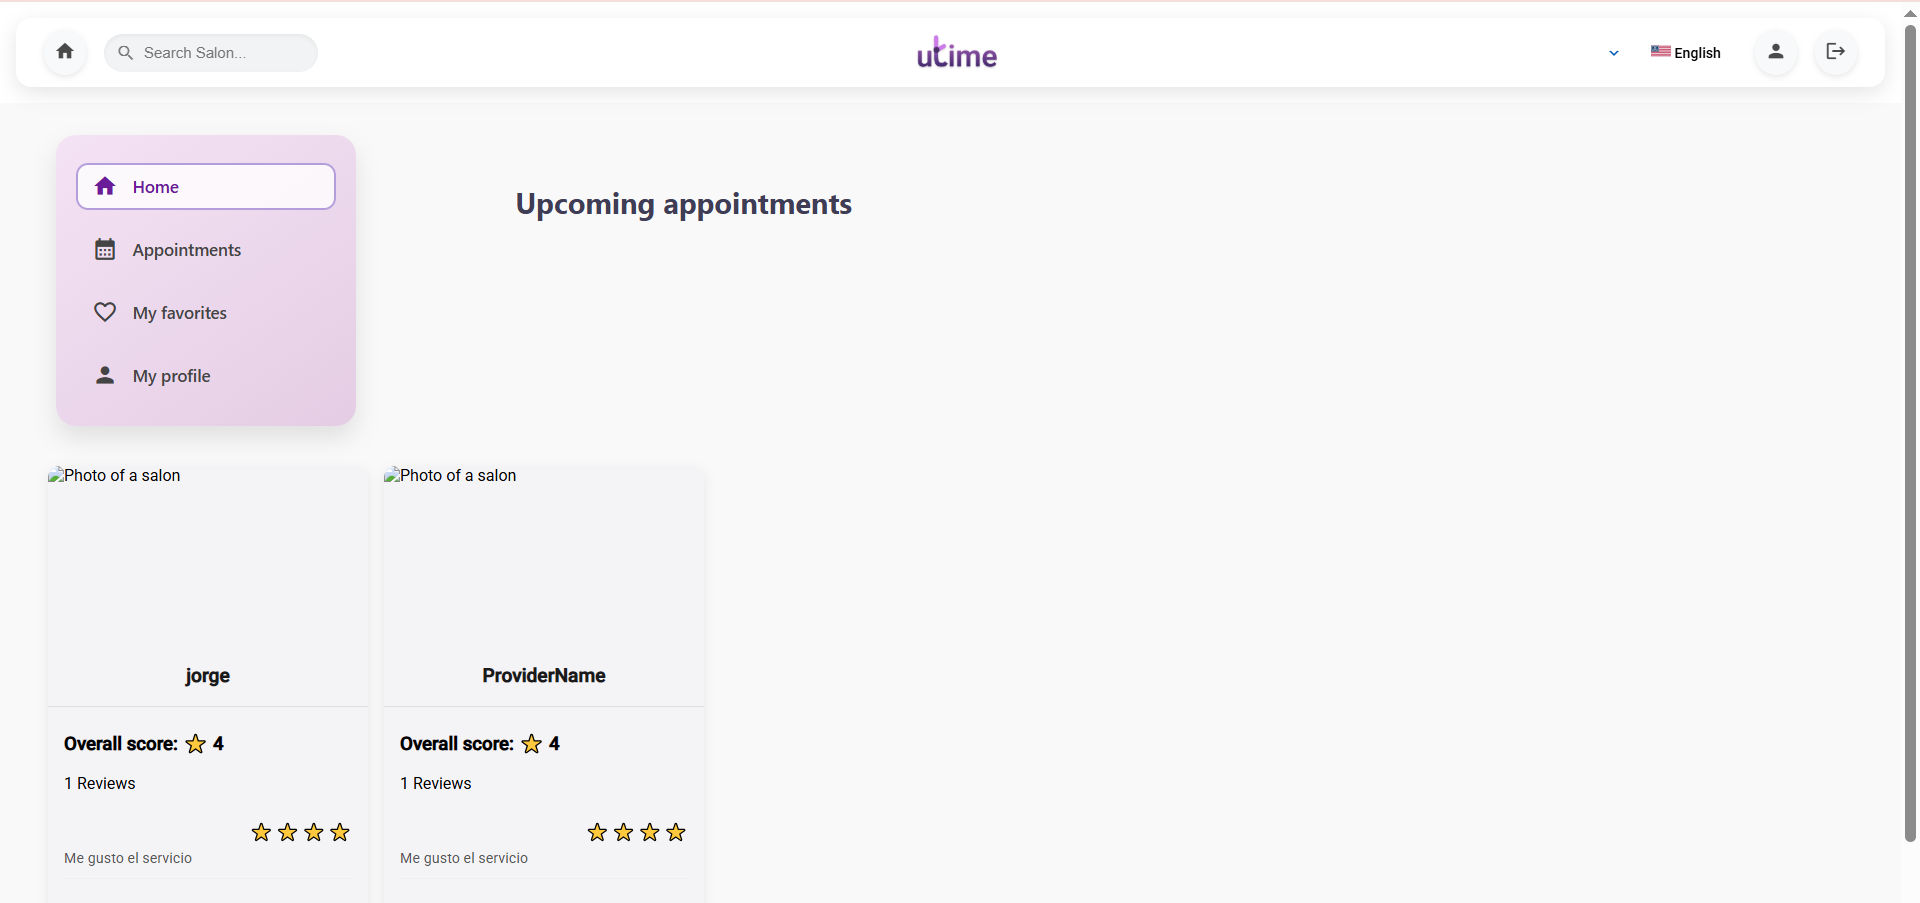 Search Salon...
utime
English
Home
Appointments
My favorites
My profile
Upcoming appointments
Photo of a salon
jorge
Overall score: 4
1 Reviews
Me gusto el servicio
Photo of a salon
ProviderName
Overall score: 4
1 Reviews
Me gusto el servicio